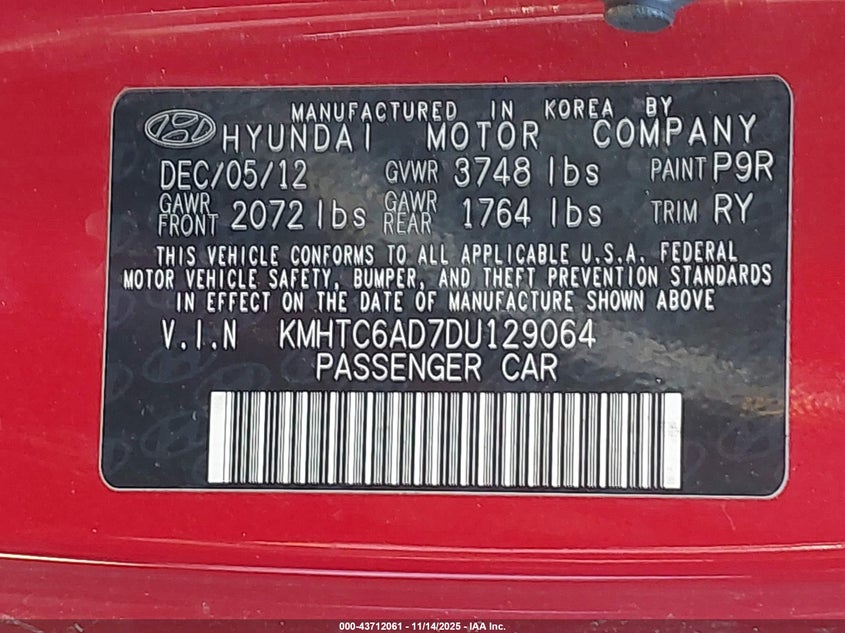 MANUFACTURED IN KOREA BY
HYUNDAI MOTOR COMPANY
DEC/05/12 GVWR 3748 lbs PAINT P9R
GAWR FRONT 2072 lbs GAWR REAR 1764 lbs TRIM RY
THIS VEHICLE CONFORMS TO ALL APPLICABLE U.S.A. FEDERAL
MOTOR VEHICLE SAFETY, BUMPER, AND THEFT PREVENTION STANDARDS
IN EFFECT ON THE DATE OF MANUFACTURE SHOWN ABOVE
V.I.N KMHTC6AD7DU129064
PASSENGER CAR
000-43712061 - 11/14/2025 - IAA Inc.